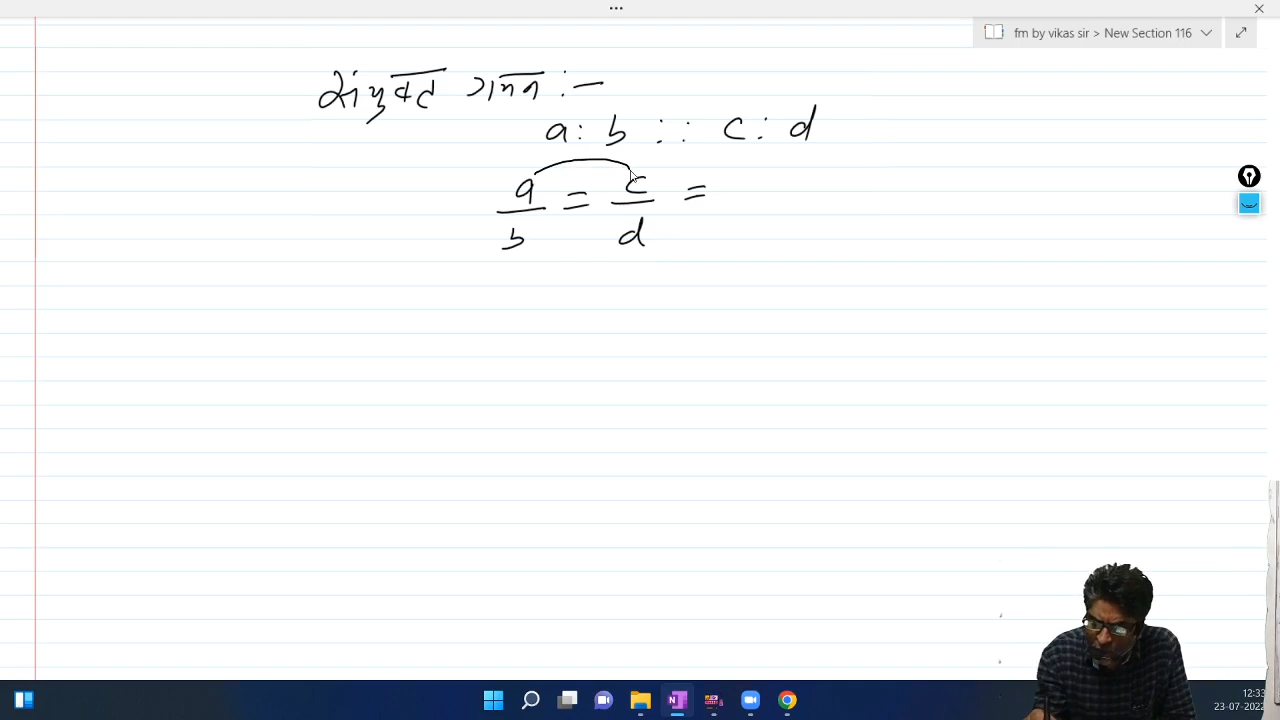 fm by vikas sir > New Section 116
a : b :: c : d
a/b = c/d =
12:33
23-07-2022